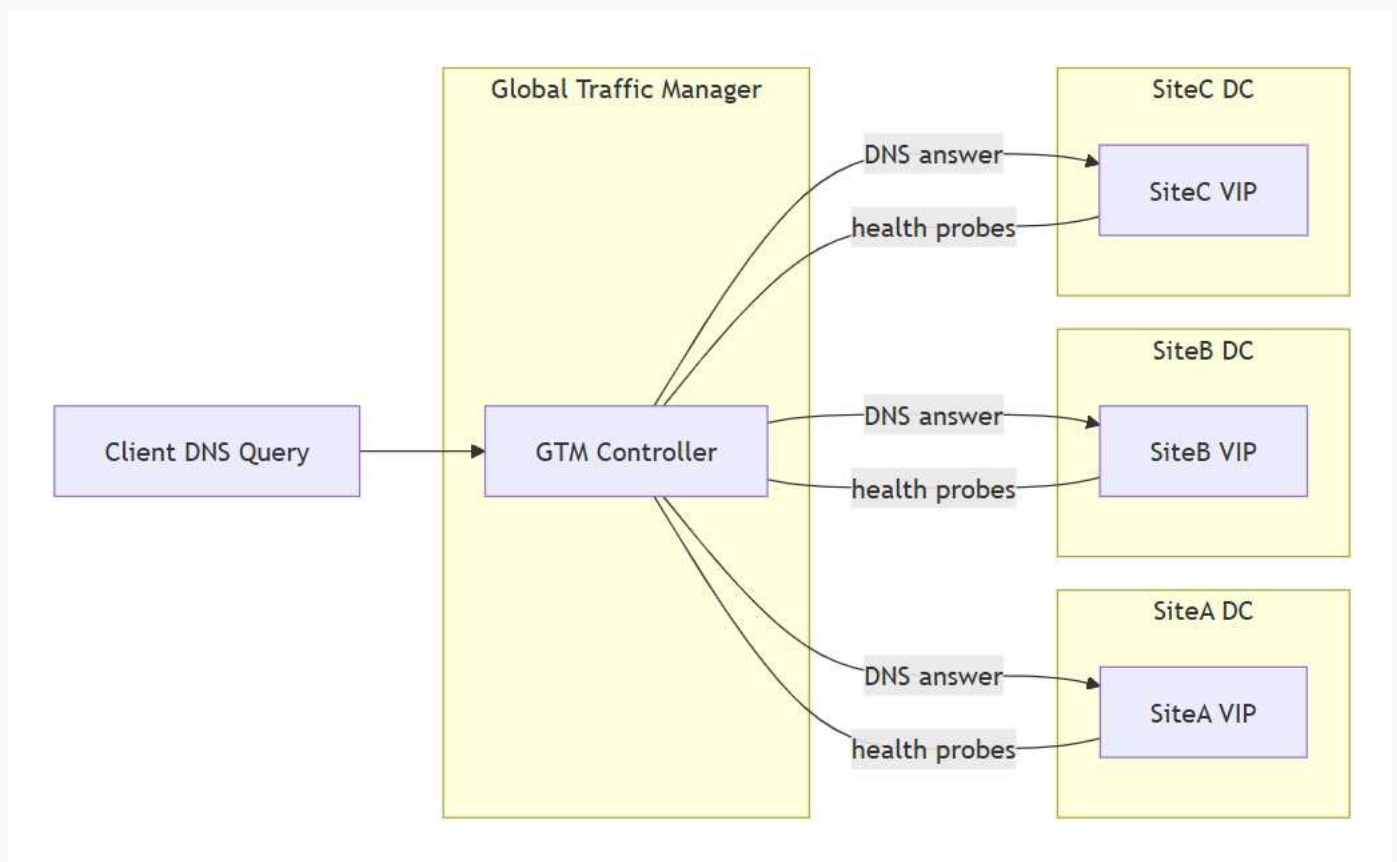 Global Traffic Manager
SiteC DC
DNS answer
SiteC VIP
health probes
SiteB DC
DNS answer
Client DNS Query
GTM Controller
SiteB VIP
health probes
SiteA DC
DNS answer
SiteA VIP
health probes